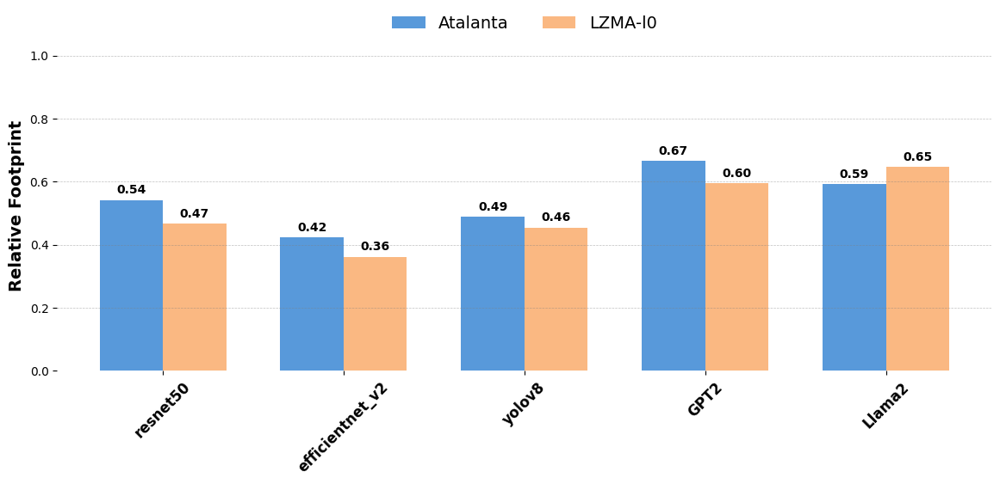 Atalanta LZMA-l0
Relative Footprint
1.0
0.8
0.6
0.4
0.2
0.0
0.54 0.47 0.42 0.36 0.49 0.46 0.67 0.60 0.59 0.65
resnet50 efficientnet_v2 yolov8 GPT2 Llama2